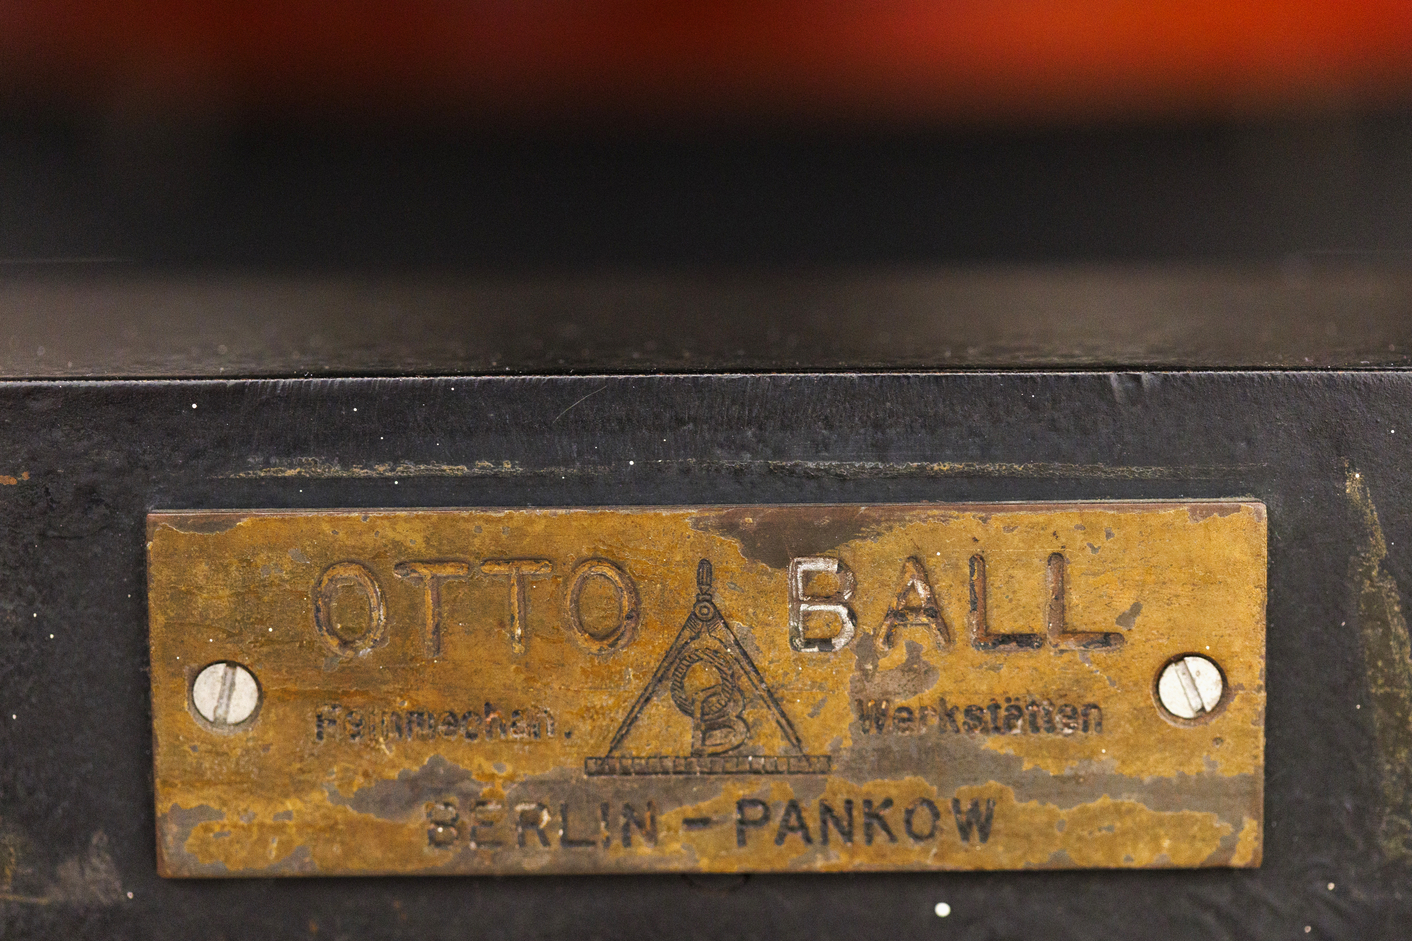 OTTO BALL
Feinmechan. Werkstätten
BERLIN - PANKOW